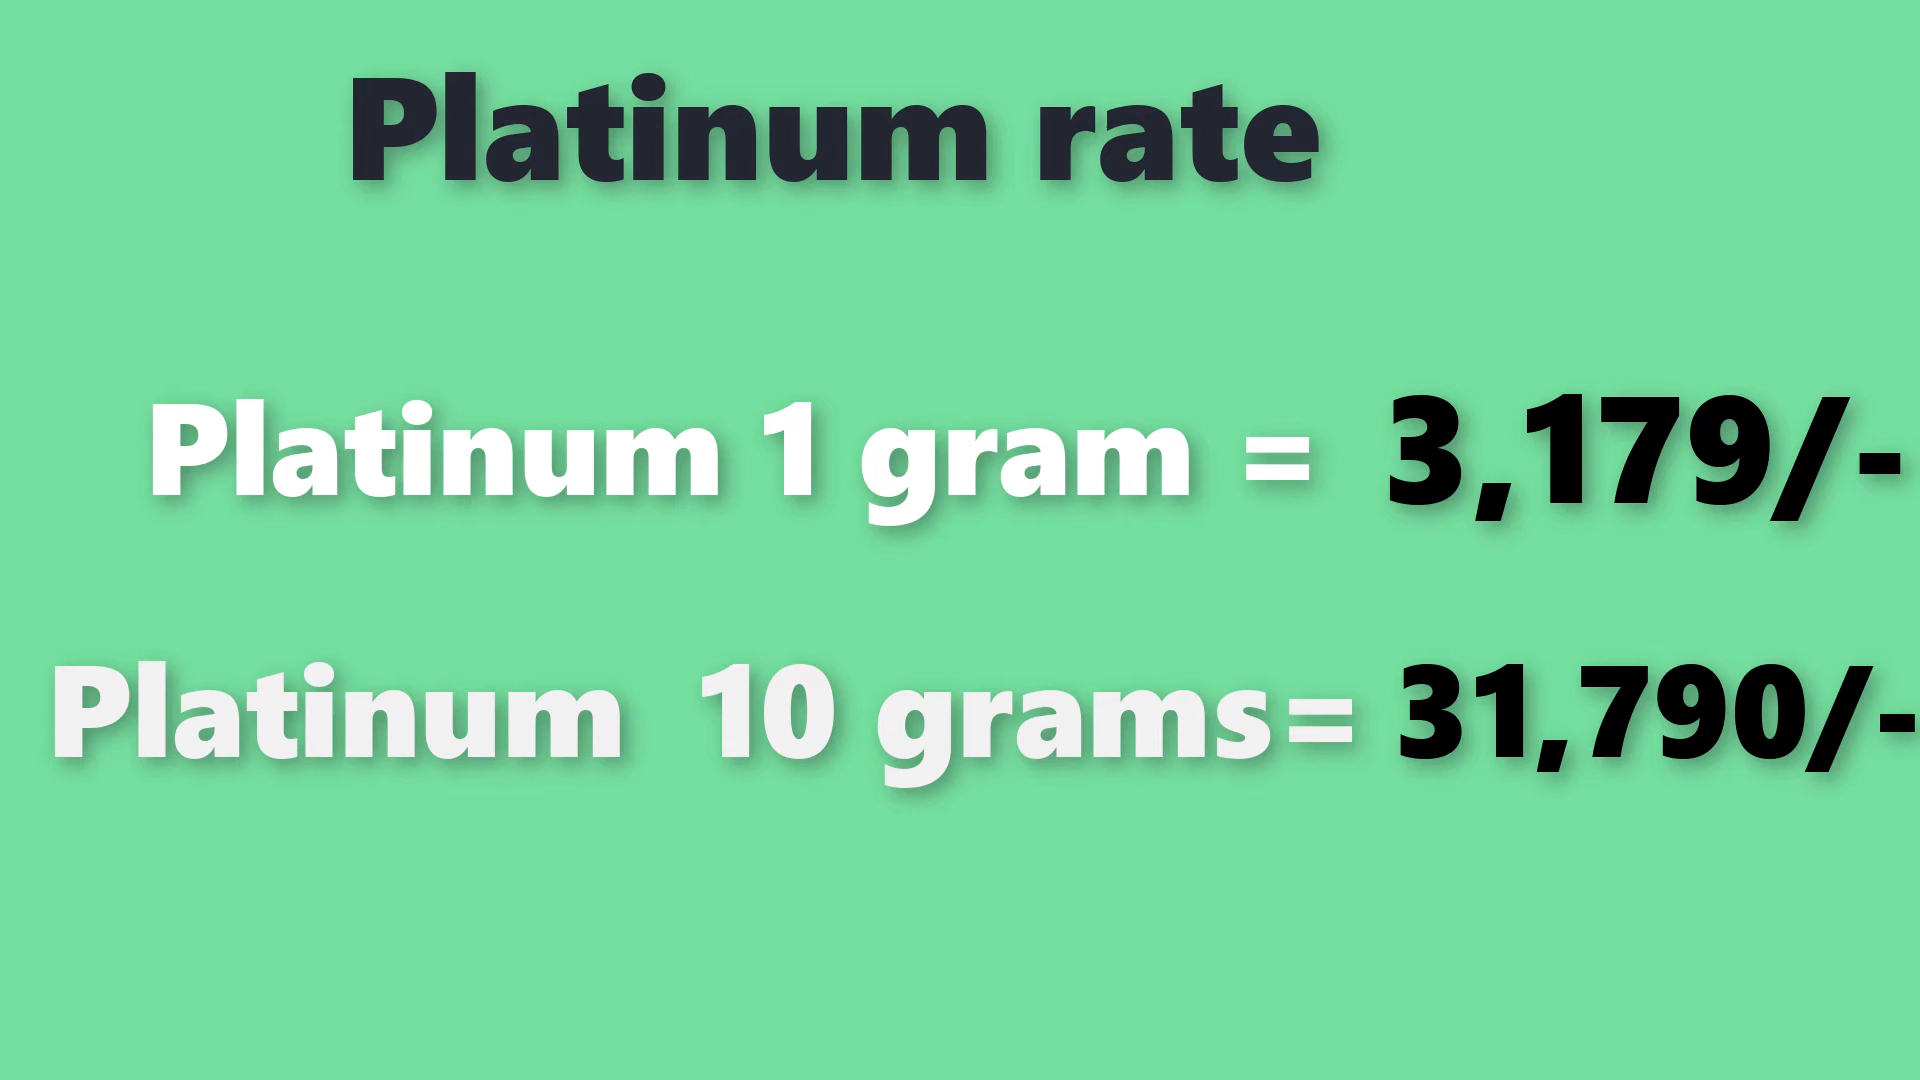 Platinum rate
Platinum 1 gram = 3,179/-
Platinum 10 grams= 31,790/-